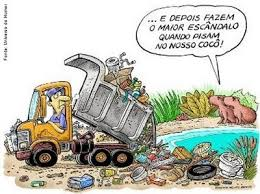 ... E DEPOIS FAZEM
O MAIOR ESCÂNDALO
QUANDO PISAM
NO NOSSO COCÔ!